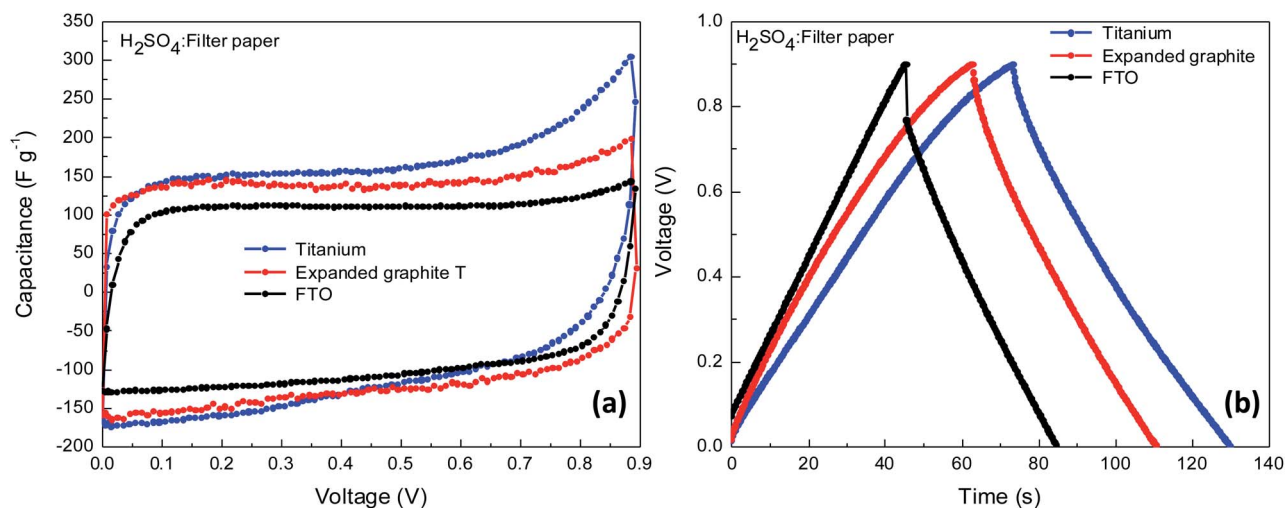 350
300
250
200
150
100
50
0
-50
-100
-150
-200
Capacitance (F g⁻¹)
H₂SO₄:Filter paper
Titanium
Expanded graphite T
FTO
(a)
0.0 0.1 0.2 0.3 0.4 0.5 0.6 0.7 0.8 0.9
Voltage (V)
1.0
0.8
0.6
0.4
0.2
0.0
Voltage (V)
H₂SO₄:Filter paper
Titanium
Expanded graphite
FTO
(b)
0 20 40 60 80 100 120 140
Time (s)